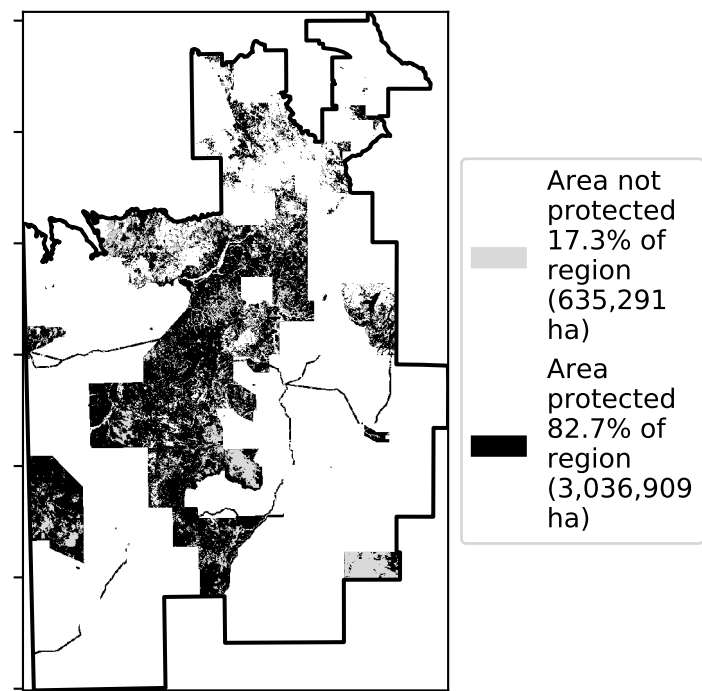 Area not
protected
17.3% of
region
(635,291
ha)
Area
protected
82.7% of
region
(3,036,909
ha)